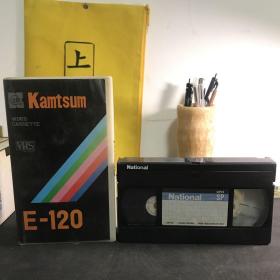 上
Kamtsum
VIDEO
CASSETTE
VHS
E-120
National
National SP